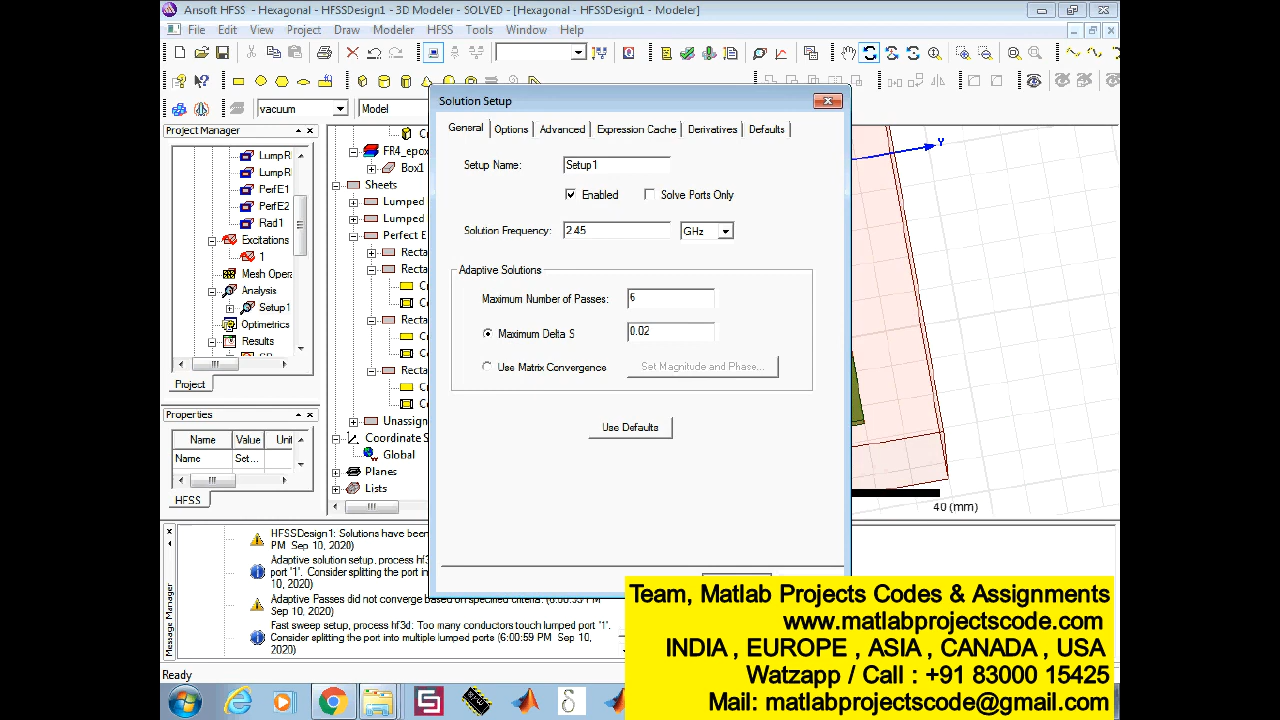 Ansoft HFSS - Hexagonal - HFSSDesign1 - 3D Modeler - SOLVED - [Hexagonal - HFSSDesign1 - Modeler]
File Edit View Project Draw Modeler HFSS Tools Window Help
vacuum
Model
Project Manager
LumpR
LumpR
PerfE1
PerfE2
Rad1
Excitations
1
Mesh Oper
Analysis
Setup1
Optimetrics
Results
Project
Properties
Name Value Unit
Name Set...
HFSS
FR4_epox
Box1
Sheets
Lumped
Lumped
Perfect E
Recta
Recta
Recta
Recta
Unassign
Coordinate S
Global
Planes
Lists
Solution Setup
General Options Advanced Expression Cache Derivatives Defaults
Setup Name: Setup1
Enabled Solve Ports Only
Solution Frequency: 2.45 GHz
Adaptive Solutions
Maximum Number of Passes: 6
Maximum Delta S 0.02
Use Matrix Convergence Set Magnitude and Phase...
Use Defaults
Y
40 (mm)
Message Manager
HFSSDesign1: Solutions have been
PM Sep 10, 2020)
Adaptive solution setup, process hf3d
port '1'. Consider splitting the port in
10, 2020)
Adaptive Passes did not converge based on specified criteria.
Sep 10, 2020)
Fast sweep setup, process hf3d: Too many conductors touch lumped port '1'.
Consider splitting the port into multiple lumped ports (6:00:59 PM Sep 10,
2020)
Ready
Team, Matlab Projects Codes & Assignments
www.matlabprojectscode.com
INDIA , EUROPE , ASIA , CANADA , USA
Watzapp / Call : +91 83000 15425
Mail: matlabprojectscode@gmail.com